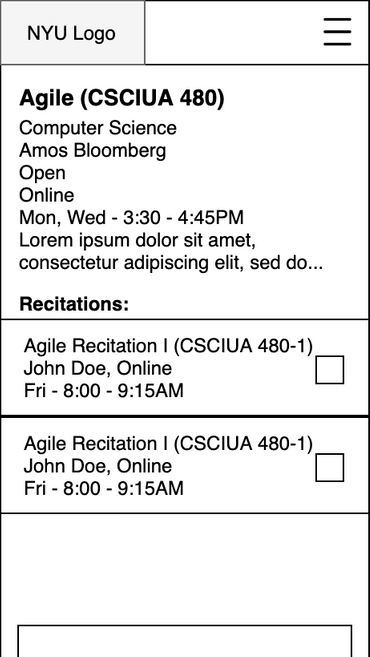 NYU Logo
Agile (CSCIUA 480)
Computer Science
Amos Bloomberg
Open
Online
Mon, Wed - 3:30 - 4:45PM
Lorem ipsum dolor sit amet,
consectetur adipiscing elit, sed do...
Recitations:
Agile Recitation I (CSCIUA 480-1)
John Doe, Online
Fri - 8:00 - 9:15AM
Agile Recitation I (CSCIUA 480-1)
John Doe, Online
Fri - 8:00 - 9:15AM